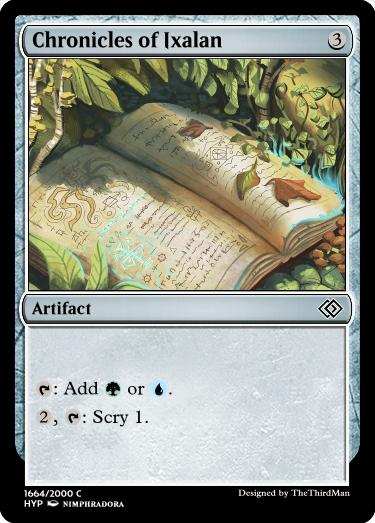 Chronicles of Ixalan 3
Artifact
: Add or .
2, : Scry 1.
1664/2000 C
HYP NIMPHRADORA
Designed by TheThirdMan